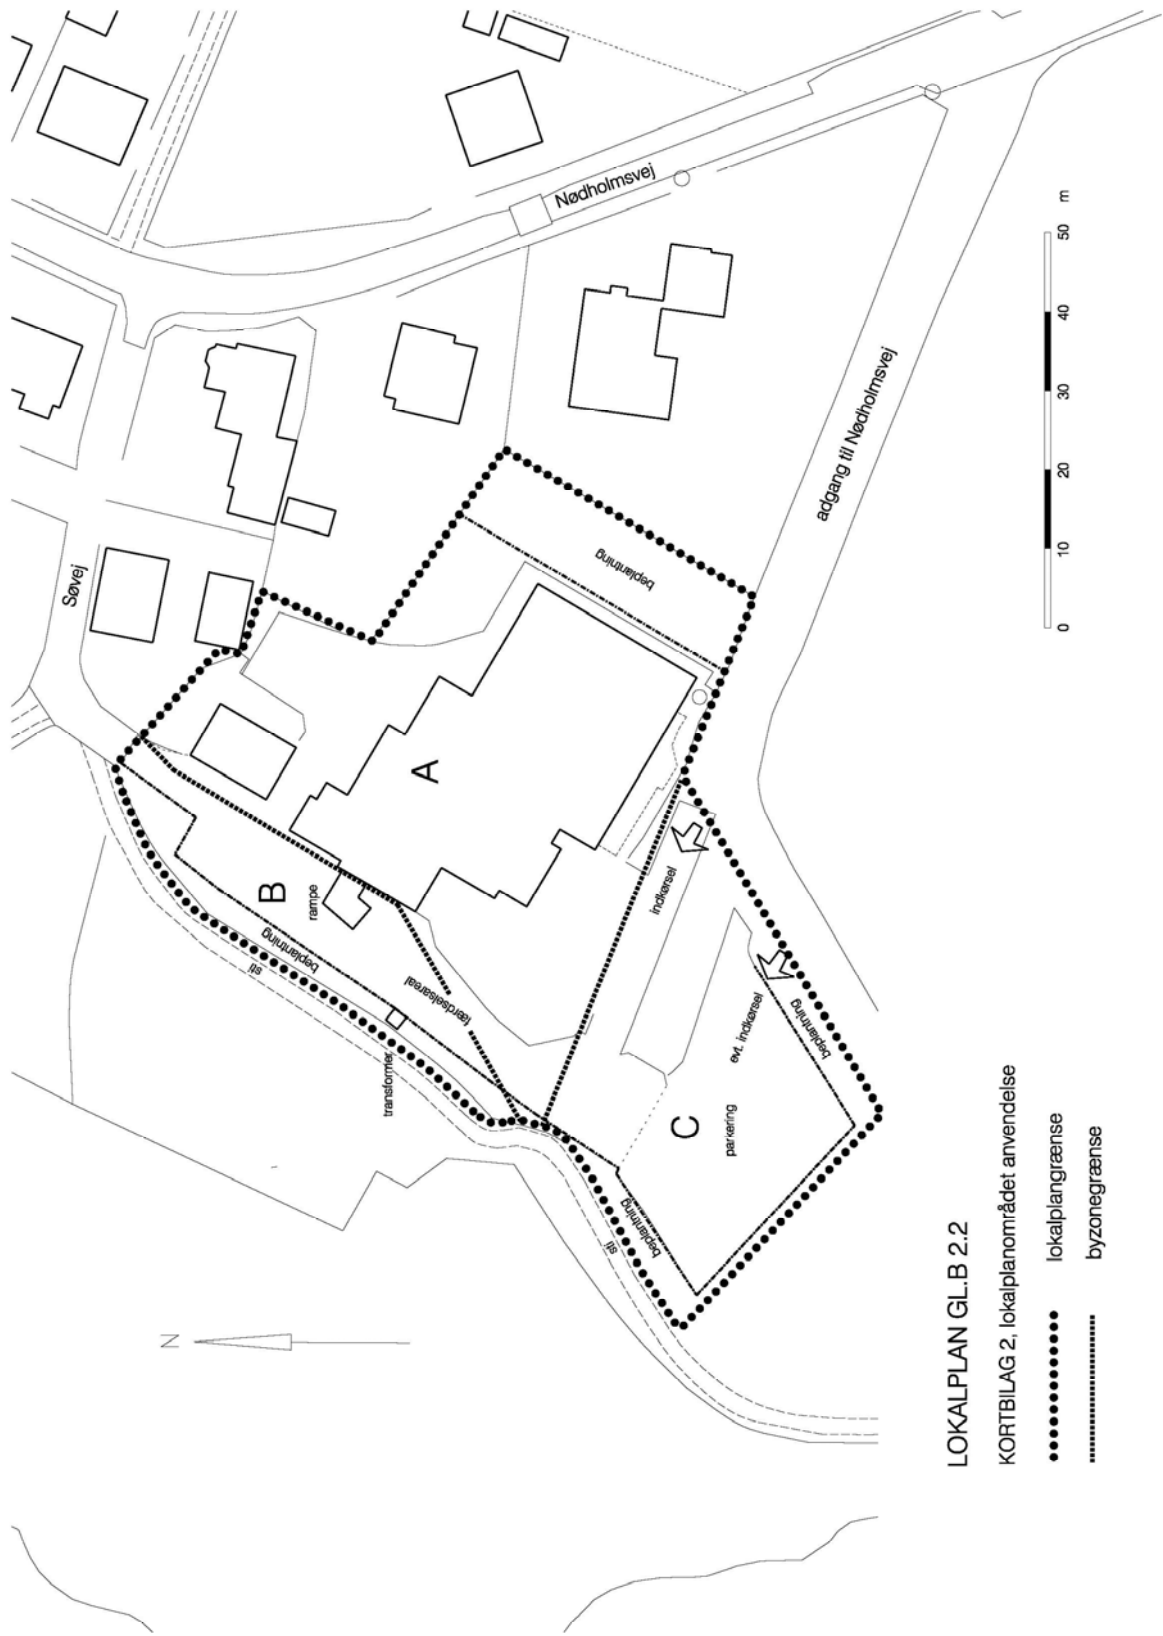 Søvej
Nødholmsvej
adgang til Nødholmsvej
beplantning
A
B
rampe
beplantning
sti
færdselsareal
transformer
indkørsel
evt. indkørsel
beplantning
C
parkering
beplantning
sti
N
0 10 20 30 40 50 m
LOKALPLAN GL.B 2.2
KORTBILAG 2, lokalplanområdet anvendelse
lokalplangrænse
byzonegrænse